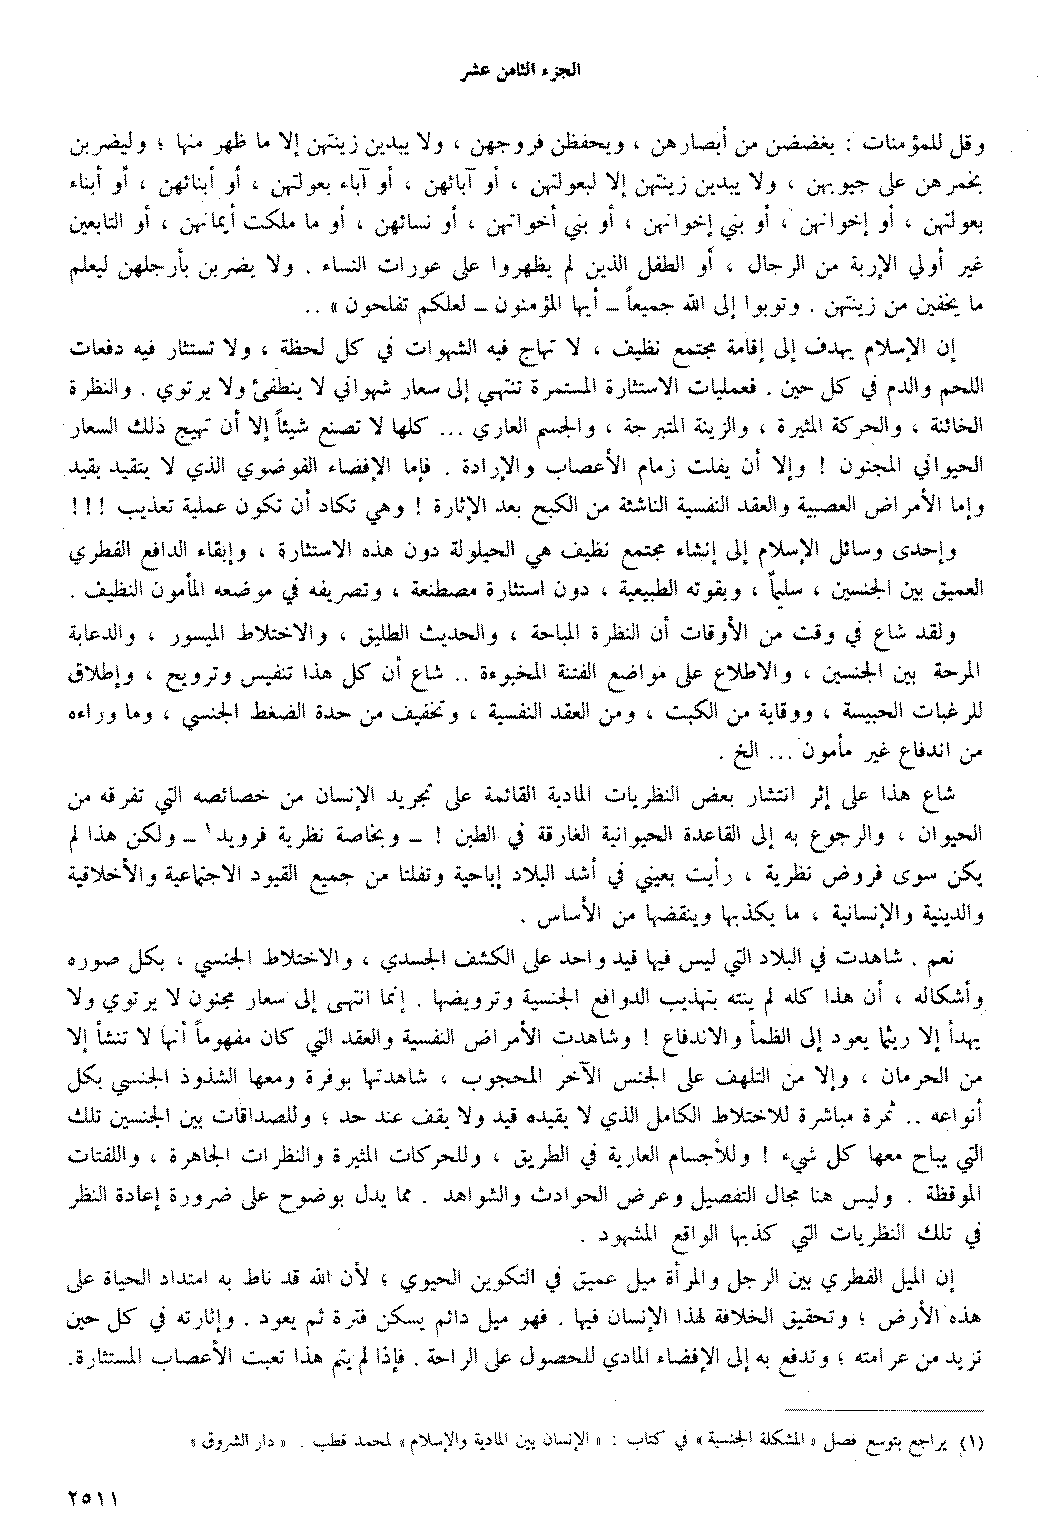 الجزء الثامن عشر
وقل للمؤمنات : يغضضن من أبصارهن ، ويحفظن فروجهن ، ولا يبدين زينتهن إلا ما ظهر منها ؛ وليضربن
بخمرهن على جيوبهن ، ولا يبدين زينتهن إلا لبعولتهن ، أو آبائهن ، أو آباء بعولتهن ، أو أبنائهن ، أو أبناء
بعولتهن ، أو إخوانهن ، أو بني إخوانهن ، أو بني أخواتهن ، أو نسائهن ، أو ما ملكت أيمانهن ، أو التابعين
غير أولي الإربة من الرجال ، أو الطفل الذين لم يظهروا على عورات النساء . ولا يضربن بأرجلهن ليعلم
ما يخفين من زينتهن . وتوبوا إلى الله جميعاً – أيها المؤمنون – لعلكم تفلحون » ..
إن الإسلام يهدف إلى إقامة مجتمع نظيف ، لا تهاج فيه الشهوات في كل لحظة ، ولا تستثار فيه دفعات
اللحم والدم في كل حين . فعمليات الاستثارة المستمرة تنتهي إلى سعار شهواني لا ينطفئ ولا يرتوي . والنظرة
الخائنة ، والحركة المثيرة ، والزينة المتبرجة ، والجسم العاري ... كلها لا تصنع شيئاً إلا أن تهيج ذلك السعار
الحيواني المجنون ! وإلا أن يفلت زمام الأعصاب والإرادة . فإما الإفضاء الفوضوي الذي لا يتقيد بقيد
وإما الأمراض العصبية والعقد النفسية الناشئة من الكبح بعد الإثارة ! وهي تكاد أن تكون عملية تعذيب !!!
وإحدى وسائل الإسلام إلى إنشاء مجتمع نظيف هي الحيلولة دون هذه الاستثارة ، وإبقاء الدافع الفطري
العميق بين الجنسين ، سليماً ، وبقوته الطبيعية ، دون استثارة مصطنعة ، وتصريفه في موضعه المأمون النظيف .
ولقد شاع في وقت من الأوقات أن النظرة المباحة ، والحديث الطليق ، والاختلاط الميسور ، والدعابة
المرحة بين الجنسين ، والاطلاع على مواضع الفتنة المخبوءة .. شاع أن كل هذا تنفيس وترويح ، وإطلاق
للرغبات الحبيسة ، ووقاية من الكبت ، ومن العقد النفسية ، وتخفيف من حدة الضغط الجنسي ، وما وراءه
من اندفاع غير مأمون ... الخ .
شاع هذا على إثر انتشار بعض النظريات المادية القائمة على تجريد الإنسان من خصائصه التي تفرقه من
الحيوان ، والرجوع به إلى القاعدة الحيوانية الغارقة في الطين ! – وبخاصة نظرية فرويد¹ – ولكن هذا لم
يكن سوى فروض نظرية ، رأيت بعيني في أشد البلاد إباحية وتفلتا من جميع القيود الاجتماعية والأخلاقية
والدينية والإنسانية ، ما يكذبها وينقضها من الأساس .
نعم . شاهدت في البلاد التي ليس فيها قيد واحد على الكشف الجسدي ، والاختلاط الجنسي ، بكل صوره
وأشكاله ، أن هذا كله لم ينته بتهذيب الدوافع الجنسية وترويضها . إنما انتهى إلى سعار مجنون لا يرتوي ولا
يهدأ إلا ريثما يعود إلى الظمأ والاندفاع ! وشاهدت الأمراض النفسية والعقد التي كان مفهوماً أنها لا تنشأ إلا
من الحرمان ، وإلا من التلهف على الجنس الآخر المحجوب ، شاهدتها بوفرة ومعها الشذوذ الجنسي بكل
أنواعه .. ثمرة مباشرة للاختلاط الكامل الذي لا يقيده قيد ولا يقف عند حد ؛ وللصداقات بين الجنسين تلك
التي يباح معها كل شيء ! وللأجسام العارية في الطريق ، وللحركات المثيرة والنظرات الجاهرة ، واللفتات
الموقظة . وليس هنا مجال التفصيل وعرض الحوادث والشواهد . مما يدل بوضوح على ضرورة إعادة النظر
في تلك النظريات التي كذبها الواقع المشهود .
إن الميل الفطري بين الرجل والمرأة ميل عميق في التكوين الحيوي ؛ لأن الله قد ناط به امتداد الحياة على
هذه الأرض ؛ وتحقيق الخلافة لهذا الإنسان فيها . فهو ميل دائم يسكن فترة ثم يعود . وإثارته في كل حين
تزيد من عرامته ؛ وتدفع به إلى الإفضاء المادي للحصول على الراحة . فإذا لم يتم هذا تعبت الأعصاب المستثارة.
(١) يراجع بتوسع فصل « المشكلة الجنسية» في كتاب : « الإنسان بين المادية والإسلام» لمحمد قطب . « دار الشروق »
٢٥١١